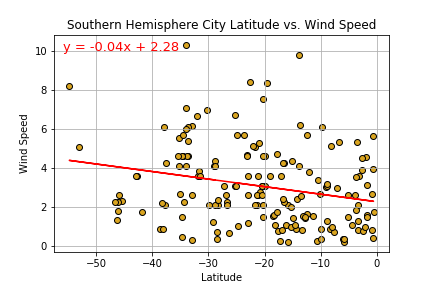 Southern Hemisphere City Latitude vs. Wind Speed
y = -0.04x + 2.28
10
8
6
4
2
0
Wind Speed
−50 −40 −30 −20 −10 0
Latitude